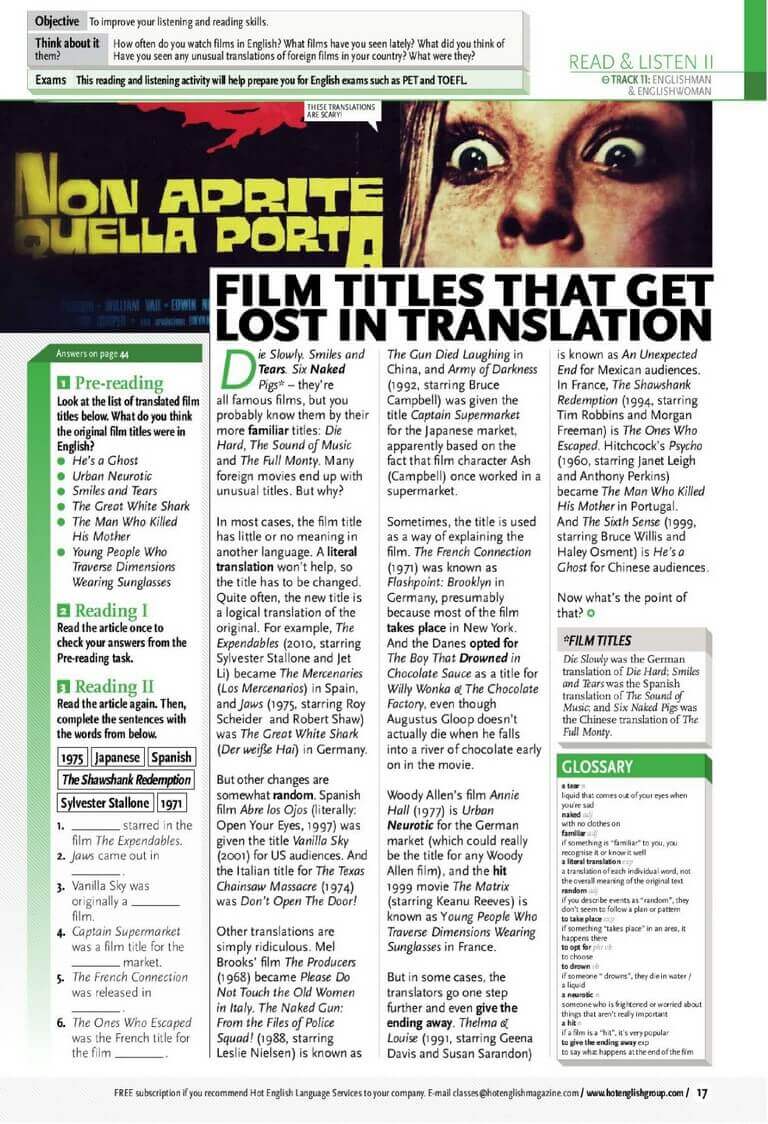 Objective To improve your listening and reading skills.
Think about it How often do you watch films in English? What films have you seen lately? What did you think of
them? Have you seen any unusual translations of foreign films in your country? What were they?
Exams This reading and listening activity will help prepare you for English exams such as PET and TOEFL.
READ & LISTEN II
TRACK 11: ENGLISHMAN
& ENGLISHWOMAN
THESE TRANSLATIONS
ARE SCARY!
NON APRITE
QUELLA PORTA
FILM TITLES THAT GET
LOST IN TRANSLATION
Answers on page 44
1 Pre-reading
Look at the list of translated film
titles below. What do you think
the original film titles were in
English?
He's a Ghost
Urban Neurotic
Smiles and Tears
The Great White Shark
The Man Who Killed
His Mother
Young People Who
Traverse Dimensions
Wearing Sunglasses
2 Reading I
Read the article once to
check your answers from the
Pre-reading task.
3 Reading II
Read the article again. Then,
complete the sentences with
the words from below.
1975 Japanese Spanish
The Shawshank Redemption
Sylvester Stallone 1971
1. ________ starred in the
film The Expendables.
2. Jaws came out in
________.
3. Vanilla Sky was
originally a ________
film.
4. Captain Supermarket
was a film title for the
________ market.
5. The French Connection
was released in
________.
6. The Ones Who Escaped
was the French title for
the film ________.
Die Slowly. Smiles and
Tears. Six Naked
Pigs* – they're
all famous films, but you
probably know them by their
more familiar titles: Die
Hard, The Sound of Music
and The Full Monty. Many
foreign movies end up with
unusual titles. But why?
In most cases, the film title
has little or no meaning in
another language. A literal
translation won't help, so
the title has to be changed.
Quite often, the new title is
a logical translation of the
original. For example, The
Expendables (2010, starring
Sylvester Stallone and Jet
Li) became The Mercenaries
(Los Mercenarios) in Spain,
and Jaws (1975, starring Roy
Scheider and Robert Shaw)
was The Great White Shark
(Der weiße Hai) in Germany.
But other changes are
somewhat random. Spanish
film Abre los Ojos (literally:
Open Your Eyes, 1997) was
given the title Vanilla Sky
(2001) for US audiences. And
the Italian title for The Texas
Chainsaw Massacre (1974)
was Don't Open The Door!
Other translations are
simply ridiculous. Mel
Brooks' film The Producers
(1968) became Please Do
Not Touch the Old Women
in Italy. The Naked Gun:
From the Files of Police
Squad! (1988, starring
Leslie Nielsen) is known as
The Gun Died Laughing in
China, and Army of Darkness
(1992, starring Bruce
Campbell) was given the
title Captain Supermarket
for the Japanese market,
apparently based on the
fact that film character Ash
(Campbell) once worked in a
supermarket.
Sometimes, the title is used
as a way of explaining the
film. The French Connection
(1971) was known as
Flashpoint: Brooklyn in
Germany, presumably
because most of the film
takes place in New York.
And the Danes opted for
The Boy That Drowned in
Chocolate Sauce as a title for
Willy Wonka & The Chocolate
Factory, even though
Augustus Gloop doesn't
actually die when he falls
into a river of chocolate early
on in the movie.
Woody Allen's film Annie
Hall (1977) is Urban
Neurotic for the German
market (which could really
be the title for any Woody
Allen film), and the hit
1999 movie The Matrix
(starring Keanu Reeves) is
known as Young People Who
Traverse Dimensions Wearing
Sunglasses in France.
But in some cases, the
translators go one step
further and even give the
ending away. Thelma &
Louise (1991, starring Geena
Davis and Susan Sarandon)
is known as An Unexpected
End for Mexican audiences.
In France, The Shawshank
Redemption (1994, starring
Tim Robbins and Morgan
Freeman) is The Ones Who
Escaped. Hitchcock's Psycho
(1960, starring Janet Leigh
and Anthony Perkins)
became The Man Who Killed
His Mother in Portugal.
And The Sixth Sense (1999,
starring Bruce Willis and
Haley Osment) is He's a
Ghost for Chinese audiences.
Now what's the point of
that?
*FILM TITLES
Die Slowly was the German
translation of Die Hard; Smiles
and Tears was the Spanish
translation of The Sound of
Music; and Six Naked Pigs was
the Chinese translation of The
Full Monty.
GLOSSARY
a tear n
liquid that comes out of your eyes when
you're sad
naked adj
with no clothes on
familiar adj
if something is "familiar" to you, you
recognise it or know it well
a literal translation exp
a translation of each individual word, not
the overall meaning of the original text
random adj
if you describe events as "random", they
don't seem to follow a plan or pattern
to take place exp
if something "takes place" in an area, it
happens there
to opt for phr vb
to choose
to drown vb
if someone " drowns", they die in water /
a liquid
a neurotic n
someone who is frightened or worried about
things that aren't really important
a hit n
if a film is a "hit", it's very popular
to give the ending away exp
to say what happens at the end of the film
FREE subscription if you recommend Hot English Language Services to your company. E-mail classes@hotenglishmagazine.com / www.hotenglishgroup.com / 17